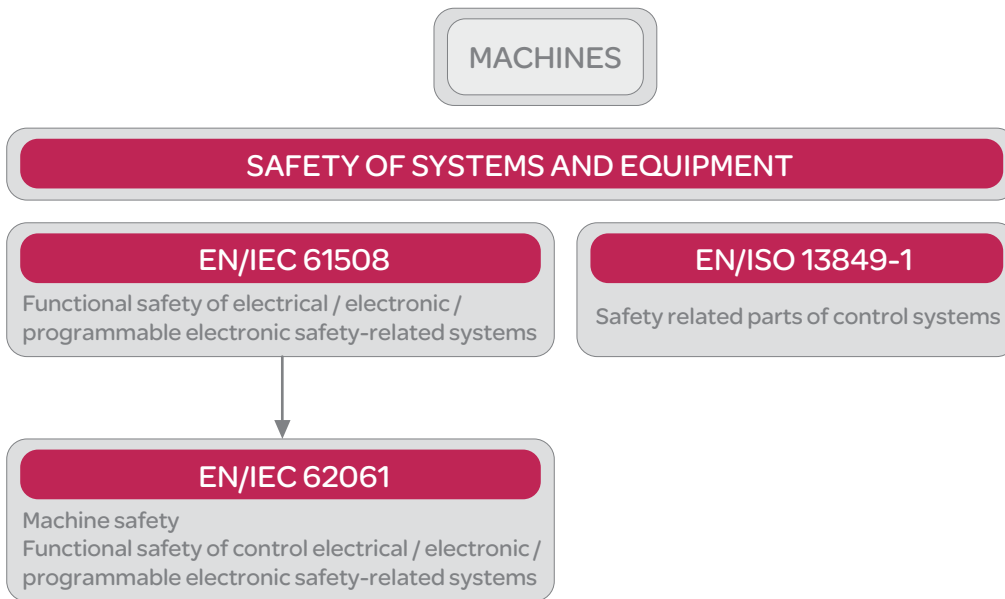 MACHINES
SAFETY OF SYSTEMS AND EQUIPMENT
EN/IEC 61508
Functional safety of electrical / electronic /
programmable electronic safety-related systems
EN/ISO 13849-1
Safety related parts of control systems
EN/IEC 62061
Machine safety
Functional safety of control electrical / electronic /
programmable electronic safety-related systems